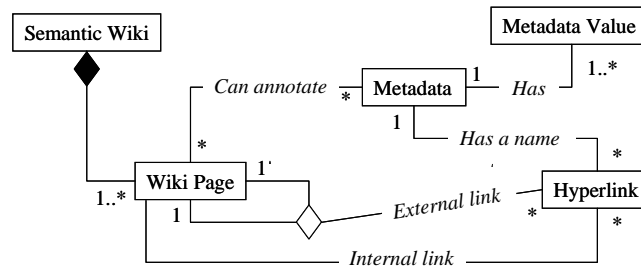 Semantic Wiki
Metadata Value
Can annotate
*
Metadata
1
Has
1..*
1
Has a name
*
*
1'
1..*
Wiki Page
1
External link
*
Hyperlink
*
Internal link